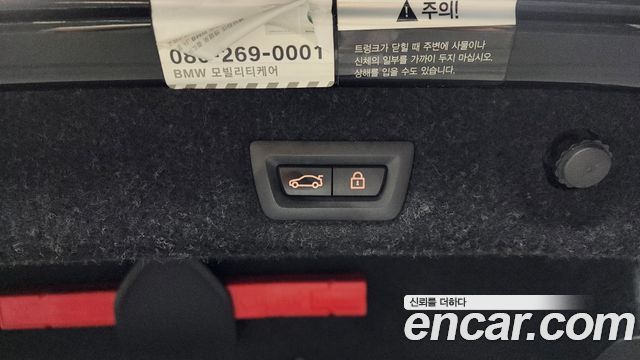 주의!
080-269-0001
BMW 모빌리티케어
트렁크가 닫힐 때 주변에 사물이나
신체의 일부를 가까이 두지 마십시오.
상해를 입을 수도 있습니다.
신뢰를 더하다
encar.com